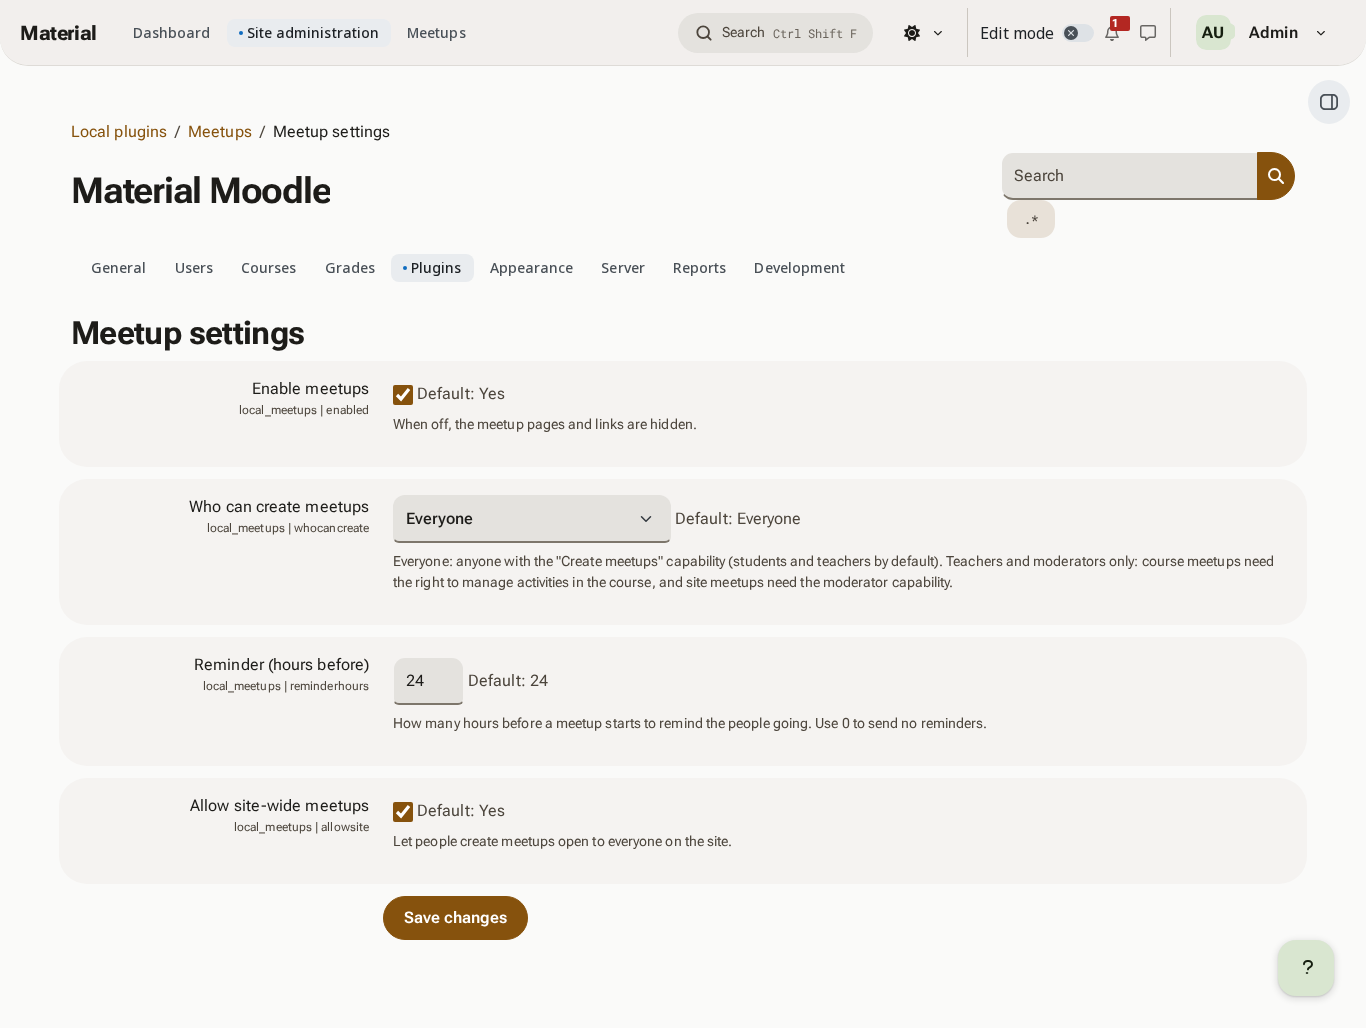 Material
Dashboard
Site administration
Meetups
Search Ctrl Shift F
Edit mode
1
AU
Admin
Local plugins / Meetups / Meetup settings
Material Moodle
Search
.*
General
Users
Courses
Grades
Plugins
Appearance
Server
Reports
Development
Meetup settings
Enable meetups
local_meetups | enabled
Default: Yes
When off, the meetup pages and links are hidden.
Who can create meetups
local_meetups | whocancreate
Everyone
Default: Everyone
Everyone: anyone with the "Create meetups" capability (students and teachers by default). Teachers and moderators only: course meetups need
the right to manage activities in the course, and site meetups need the moderator capability.
Reminder (hours before)
local_meetups | reminderhours
24
Default: 24
How many hours before a meetup starts to remind the people going. Use 0 to send no reminders.
Allow site-wide meetups
local_meetups | allowsite
Default: Yes
Let people create meetups open to everyone on the site.
Save changes
?